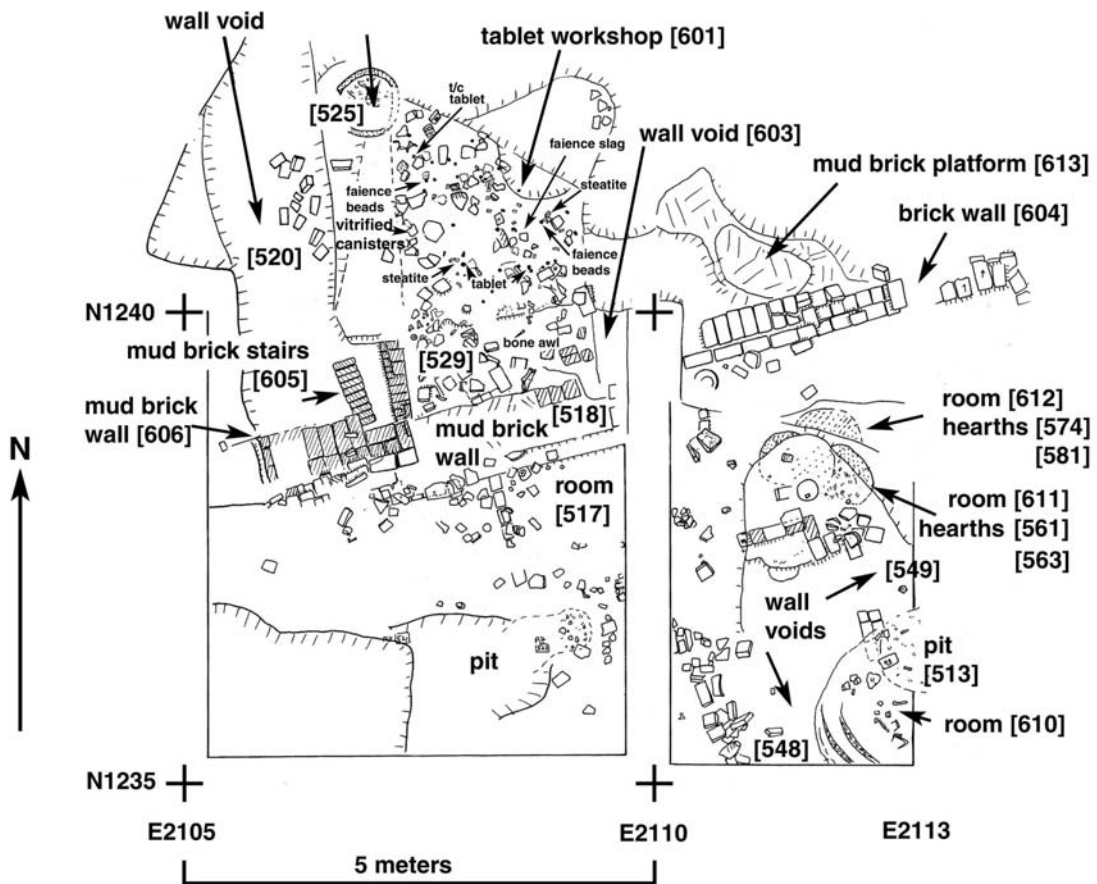 wall void
tablet workshop [601]
t/c
tablet
[525]
wall void [603]
faience slag
mud brick platform [613]
steatite
faience
beads
brick wall [604]
vitrified
canisters
[520]
faience
beads
steatite
tablet
N1240
mud brick stairs
[605]
[529]
bone awl
mud brick
wall [606]
[518]
mud brick
wall
room [612]
hearths [574]
[581]
N
room
[517]
room [611]
hearths [561]
[563]
[549]
wall
voids
pit
pit
[513]
room [610]
[548]
N1235
E2105
E2110
E2113
5 meters